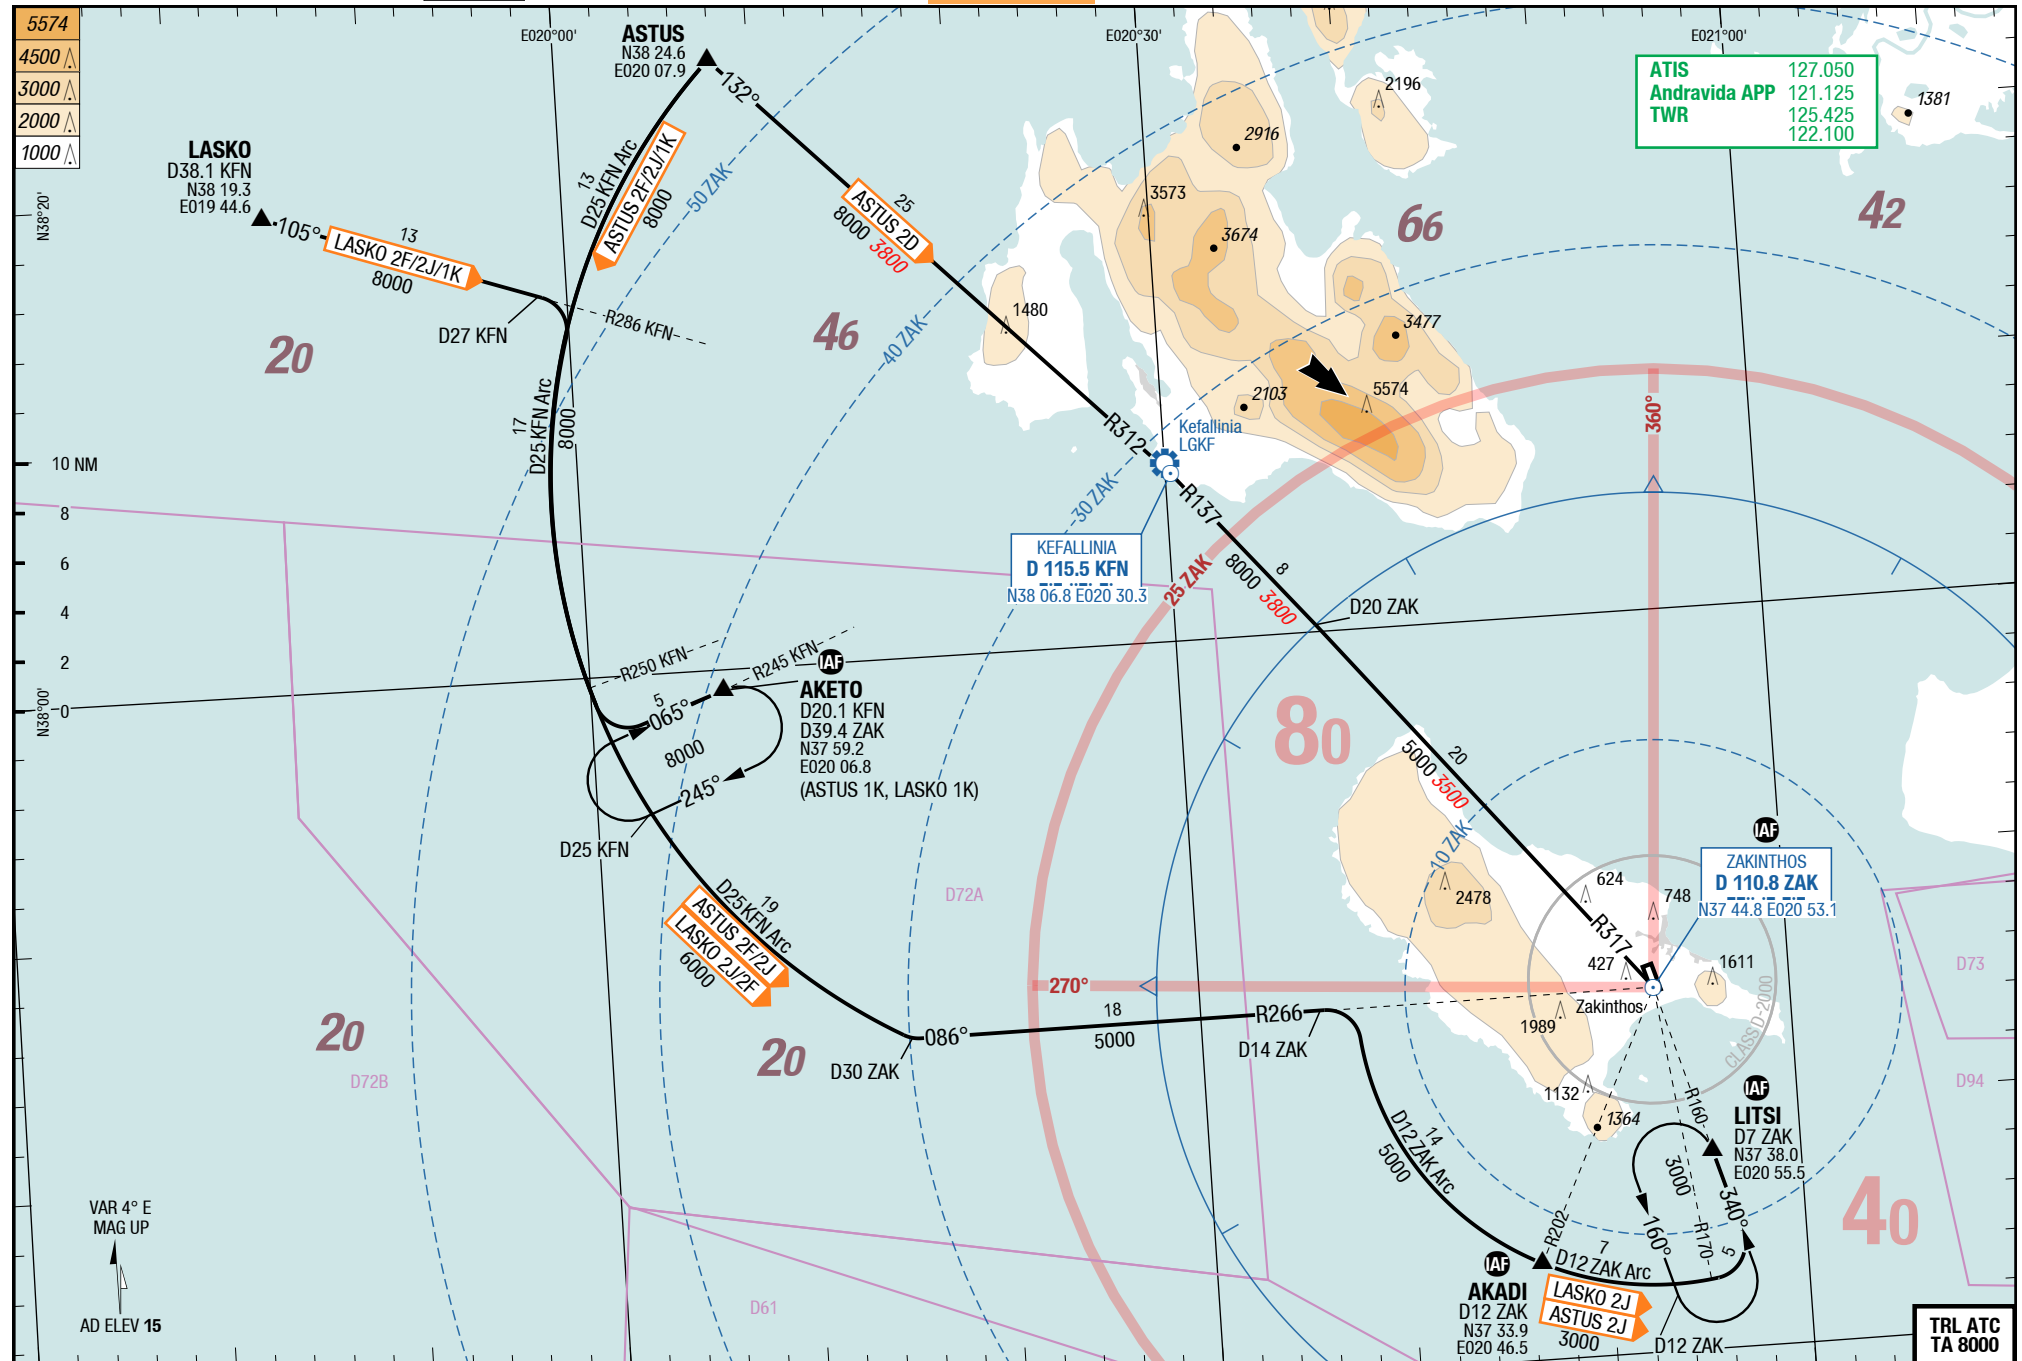 5574
4500
3000
2000
1000
E020°00'
E020°30'
E021°00'
N38°20'
N38°00'
ASTUS
N38 24.6
E020 07.9
132°
LASKO
D38.1 KFN
N38 19.3
E019 44.6
105°
13
LASKO 2F/2J/1K
8000
D27 KFN
R286 KFN
13
D25 KFN Arc
ASTUS 2F/2J/1K
8000
50 ZAK
25
ASTUS 2D
8000 3800
40 ZAK
ATIS 127.050
Andravida APP 121.125
TWR 125.425
122.100
1381
2196
2916
3573
3674
3477
1480
2103
5574
66
42
46
20
17
D25 KFN Arc
8000
R312
Kefallinia
LGKF
R137
30 ZAK
KEFALLINIA
D 115.5 KFN
N38 06.8 E020 30.3
25 ZAK
8
8000 3800
D20 ZAK
360°
10 NM
8
6
4
2
0
R250 KFN
R245 KFN
IAF
AKETO
D20.1 KFN
D39.4 ZAK
N37 59.2
E020 06.8
(ASTUS 1K, LASKO 1K)
5
065°
8000
245°
D25 KFN
80
20
5000 3500
10 ZAK
IAF
ZAKINTHOS
D 110.8 ZAK
N37 44.8 E020 53.1
624
748
2478
R317
427
1611
1989
Zakinthos
CLASS D-2000
1132
1364
D72A
D73
D94
19
D25 KFN Arc
ASTUS 2F/2J
LASKO 2J/2F
6000
270°
086°
18
5000
R266
D30 ZAK
D14 ZAK
20
20
D72B
D61
14
D12 ZAK Arc
5000
R202
R160
R170
IAF
LITSI
D7 ZAK
N37 38.0
E020 55.5
3000
340°
160°
5
40
7
D12 ZAK Arc
IAF
AKADI
D12 ZAK
N37 33.9
E020 46.5
LASKO 2J
ASTUS 2J
3000
D12 ZAK
VAR 4° E
MAG UP
AD ELEV 15
TRL ATC
TA 8000